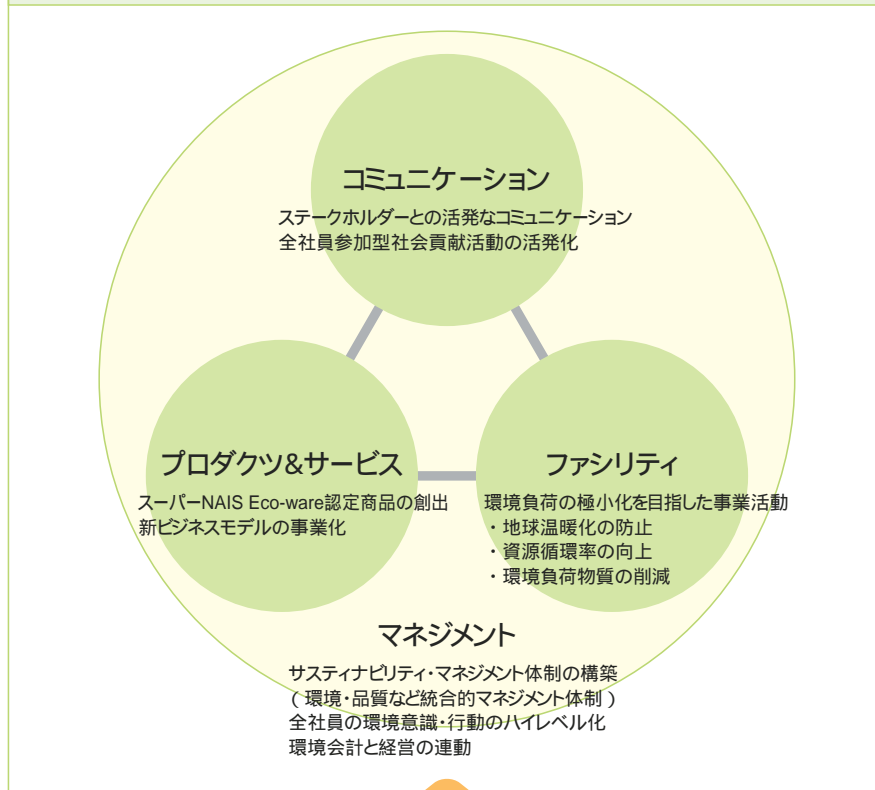 コミュニケーション
ステークホルダーとの活発なコミュニケーション
全社員参加型社会貢献活動の活発化
プロダクツ&サービス
スーパーNAIS Eco-ware認定商品の創出
新ビジネスモデルの事業化
ファシリティ
環境負荷の極小化を目指した事業活動
・地球温暖化の防止
・資源循環率の向上
・環境負荷物質の削減
マネジメント
サスティナビリティ・マネジメント体制の構築
(環境・品質など統合的マネジメント体制)
全社員の環境意識・行動のハイレベル化
環境会計と経営の連動